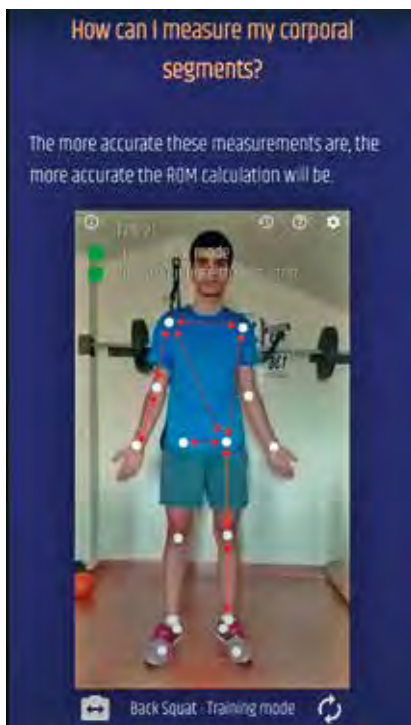 How can I measure my corporal
segments?
The more accurate these measurements are, the
more accurate the ROM calculation will be.
Back Squat - Training mode